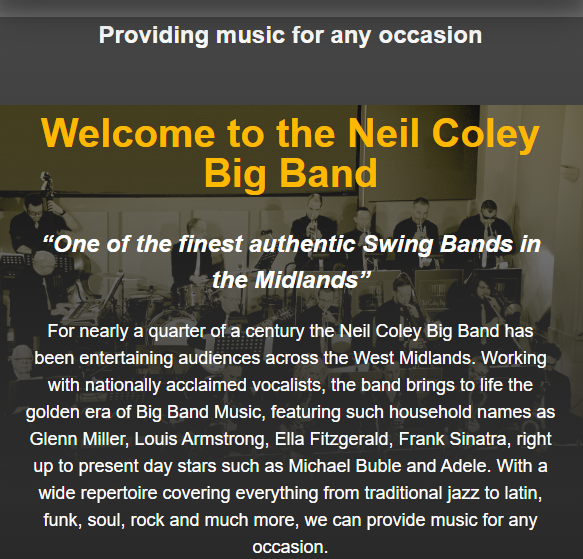 Providing music for any occasion
Welcome to the Neil Coley
Big Band
“One of the finest authentic Swing Bands in
the Midlands”
For nearly a quarter of a century the Neil Coley Big Band has
been entertaining audiences across the West Midlands. Working
with nationally acclaimed vocalists, the band brings to life the
golden era of Big Band Music, featuring such household names as
Glenn Miller, Louis Armstrong, Ella Fitzgerald, Frank Sinatra, right
up to present day stars such as Michael Buble and Adele. With a
wide repertoire covering everything from traditional jazz to latin,
funk, soul, rock and much more, we can provide music for any
occasion.